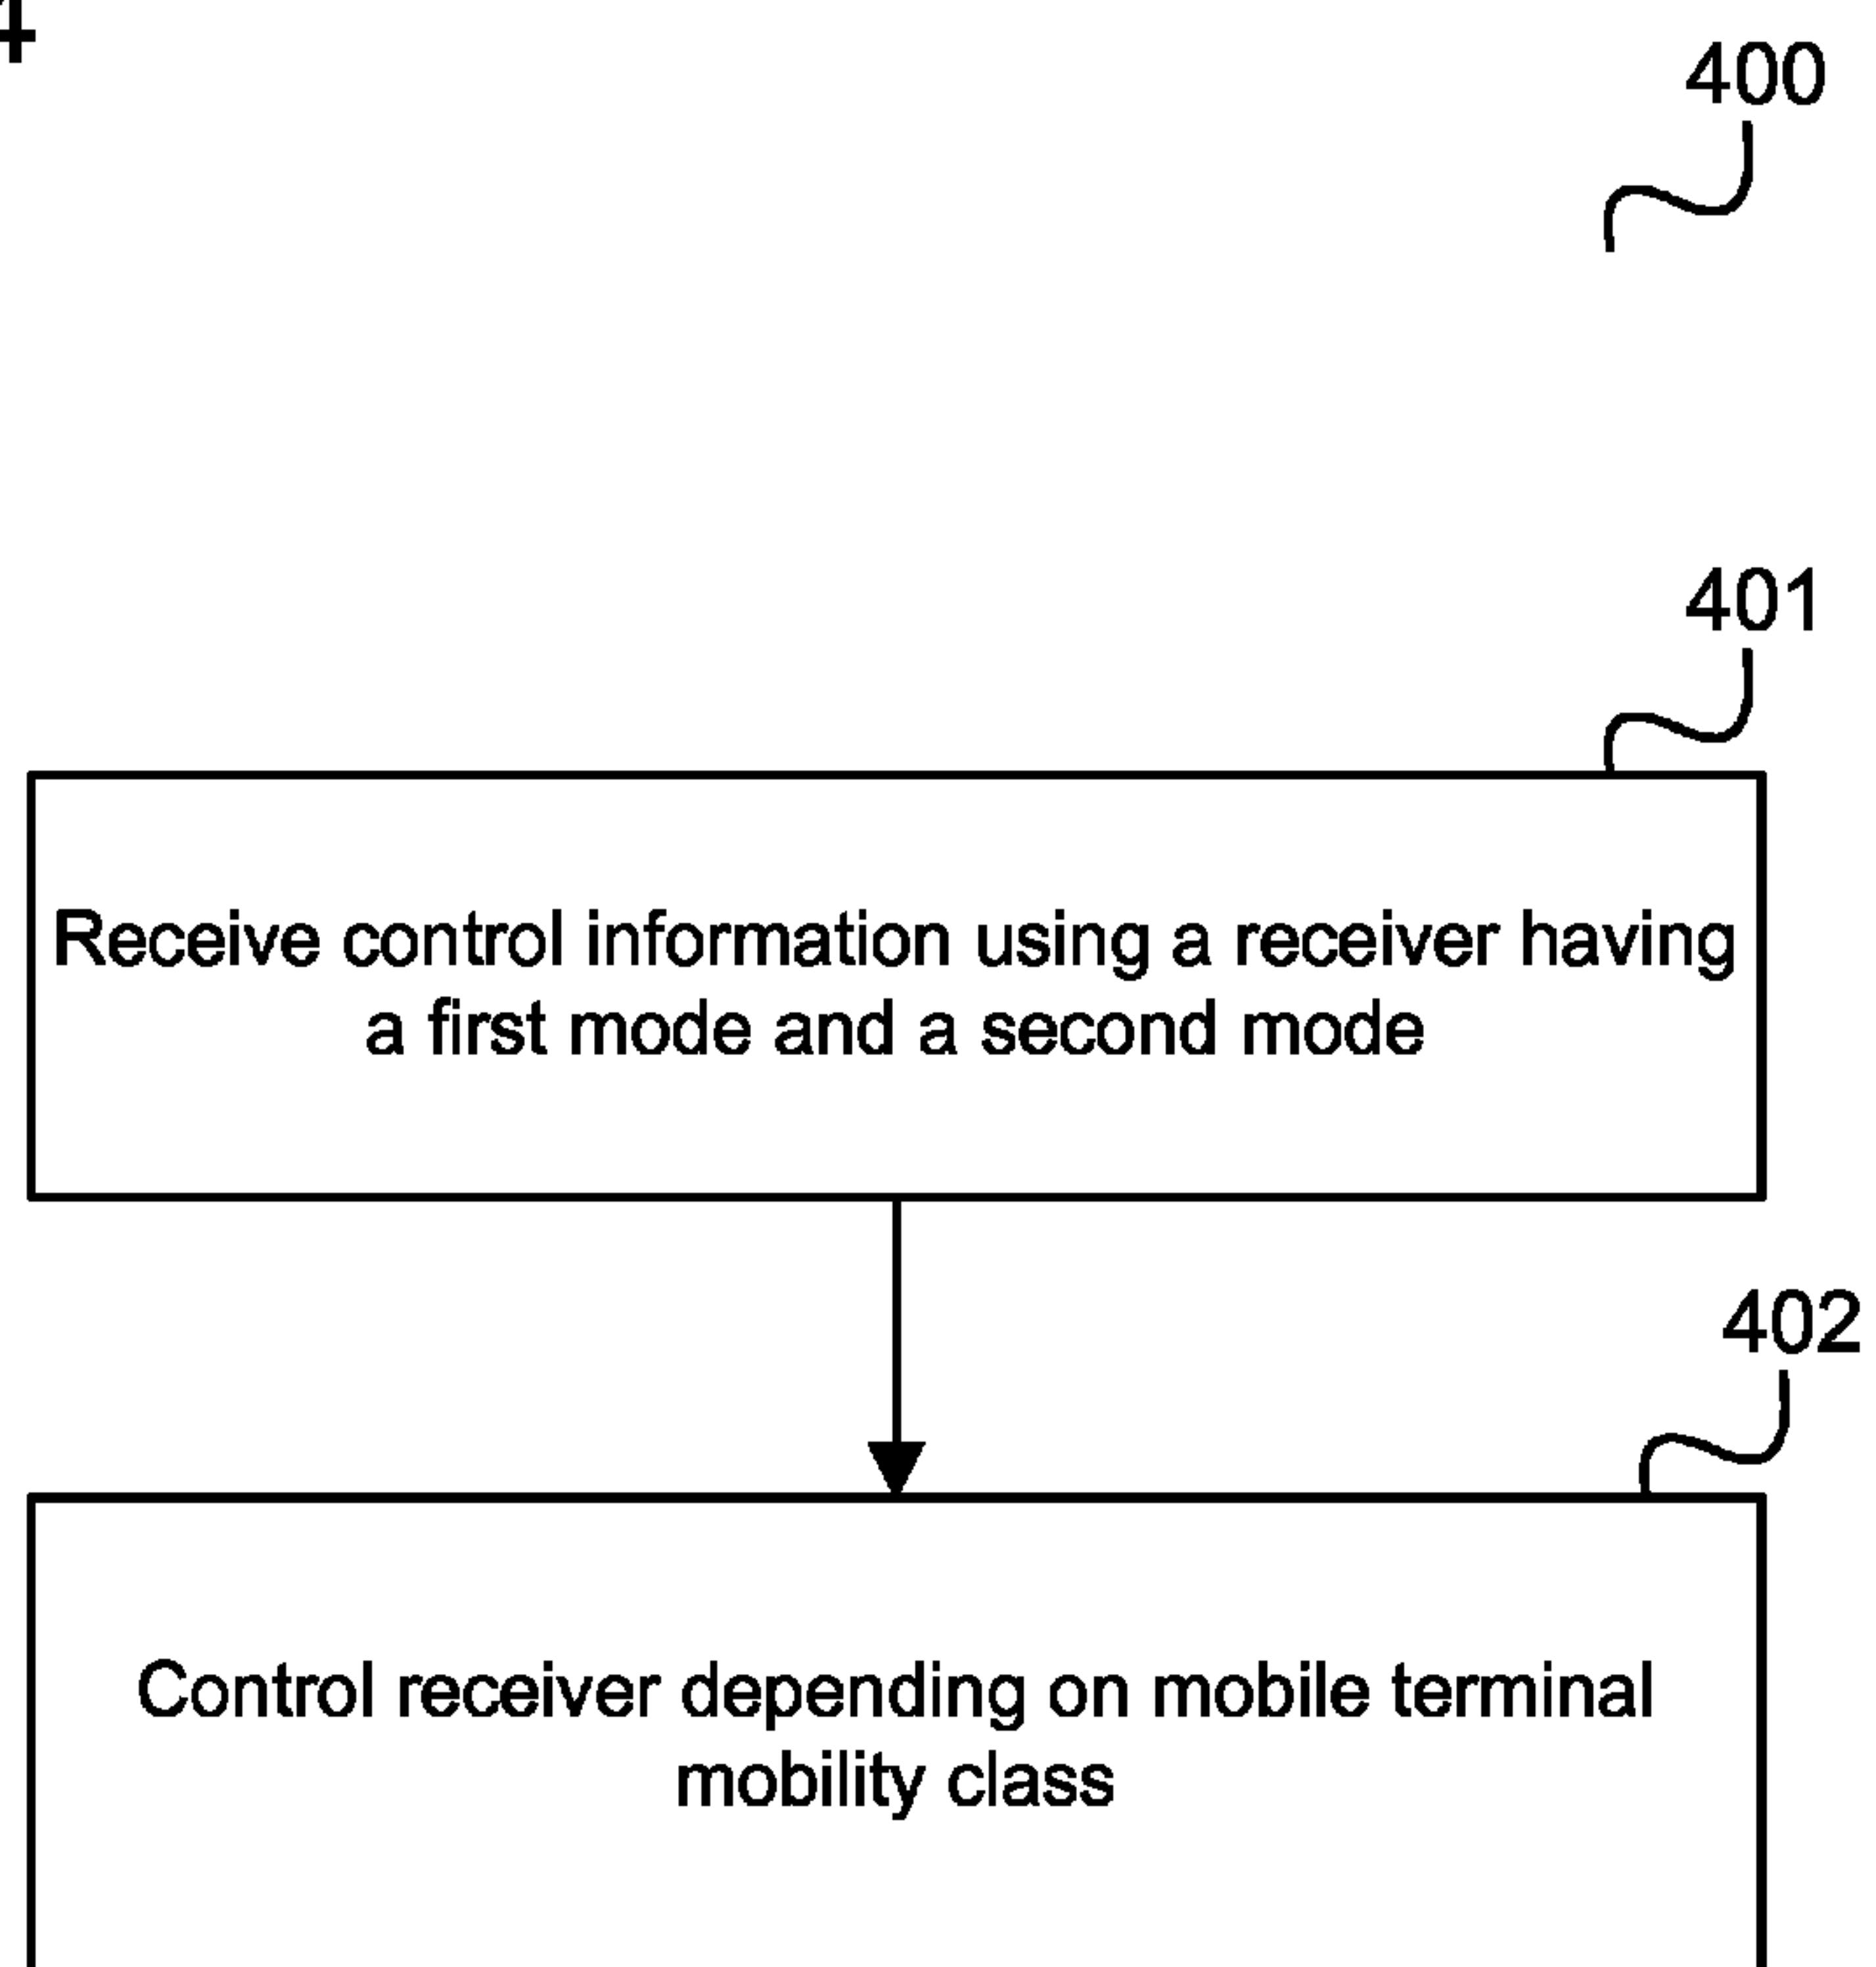 4
400
401
Receive control information using a receiver having
a first mode and a second mode
402
Control receiver depending on mobile terminal
mobility class